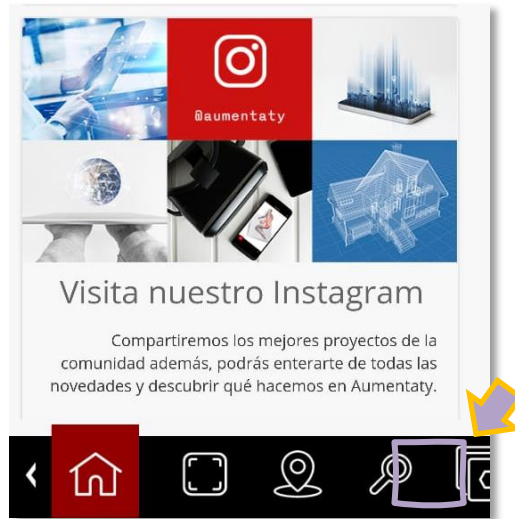 @aumentaty
Visita nuestro Instagram
Compartiremos los mejores proyectos de la
comunidad además, podrás enterarte de todas las
novedades y descubrir qué hacemos en Aumentaty.